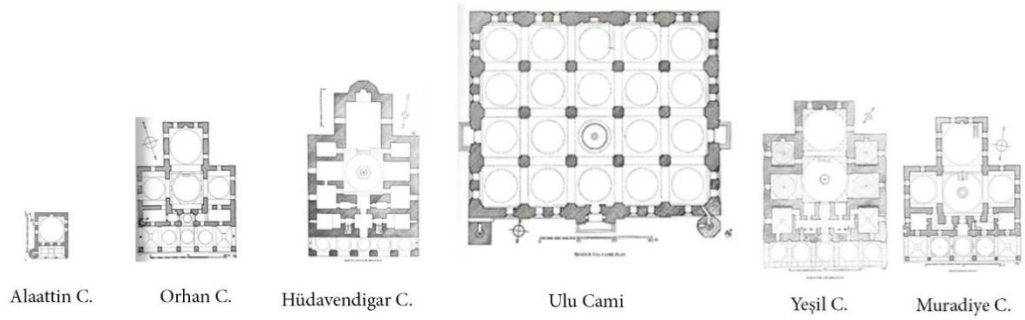 Alaattin C.
Orhan C.
Hüdavendigar C.
Ulu Cami
Yeşil C.
Muradiye C.